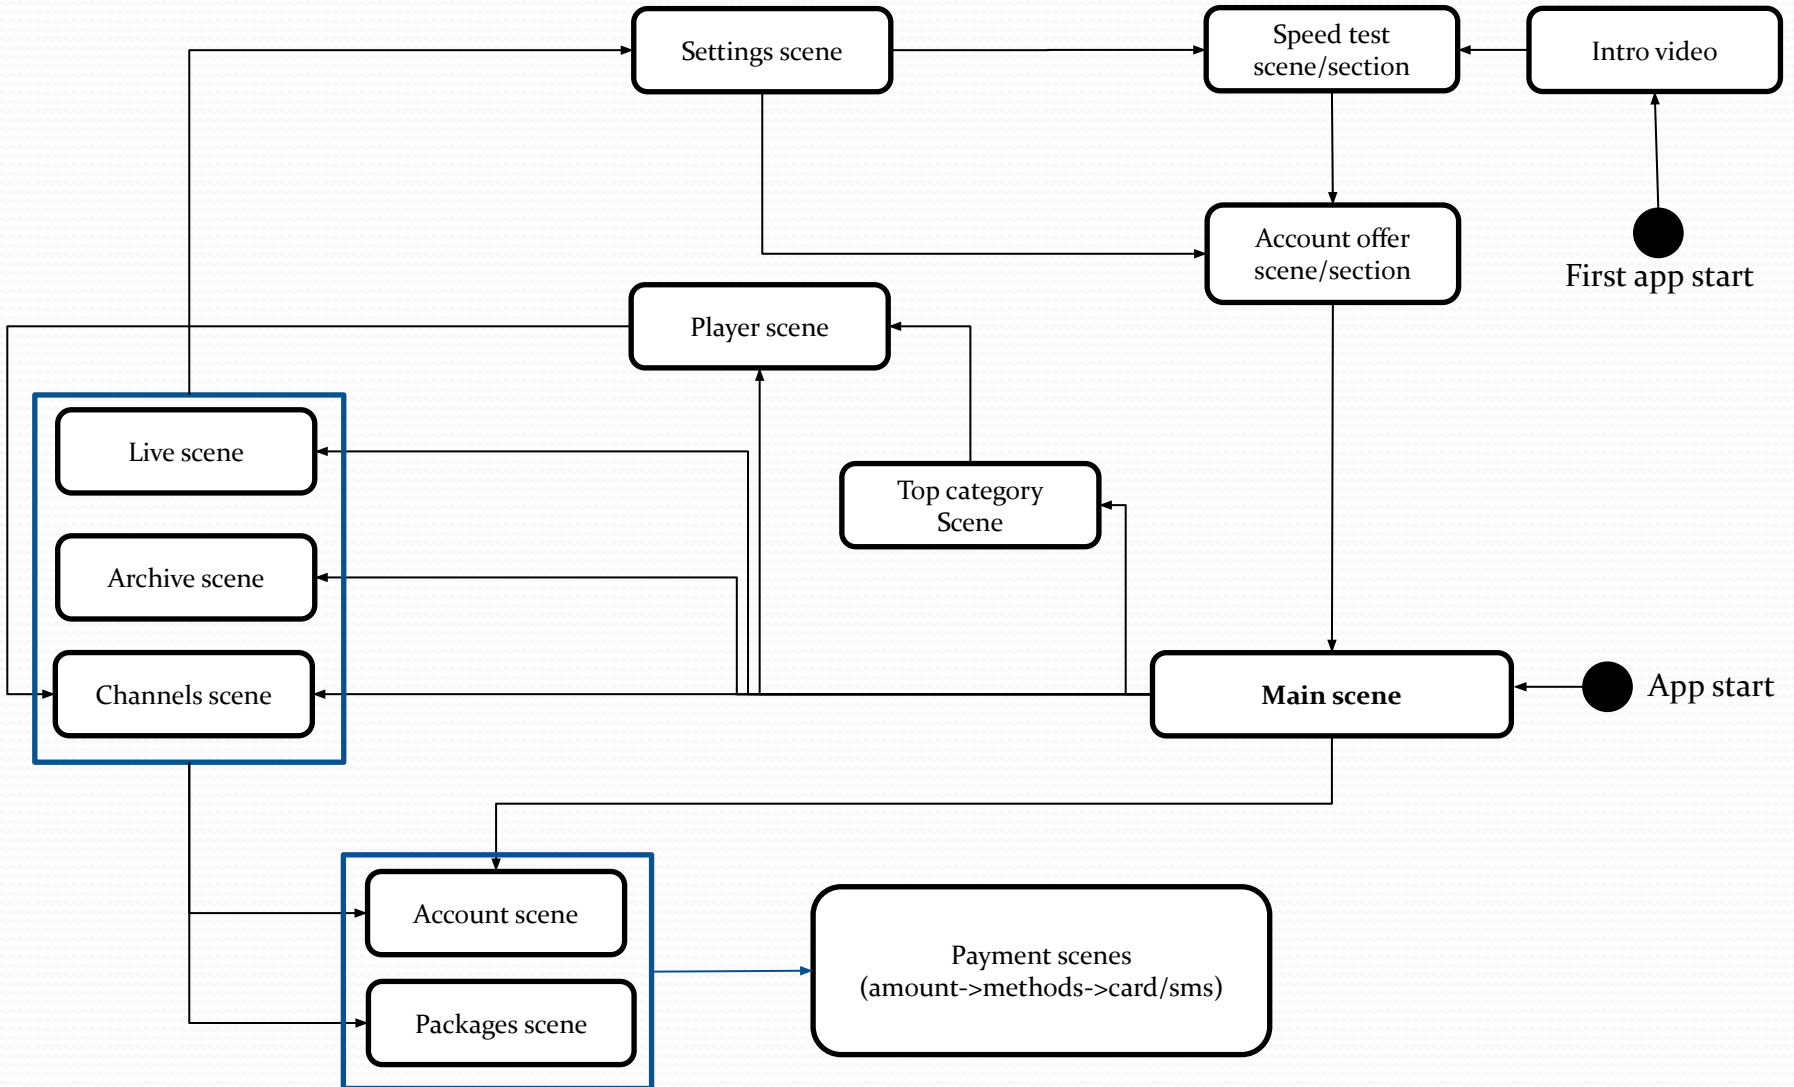 Settings scene
Speed test
scene/section
Intro video
Account offer
scene/section
First app start
Player scene
Live scene
Top category
Scene
Archive scene
Channels scene
Main scene
App start
Account scene
Payment scenes
(amount->methods->card/sms)
Packages scene